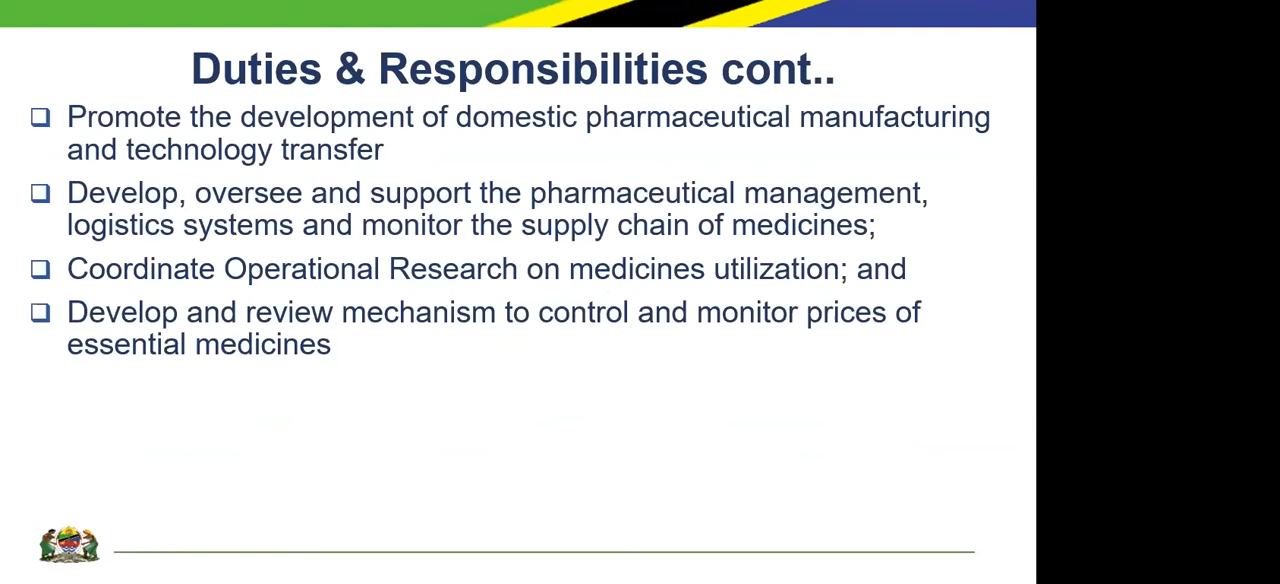 Duties & Responsibilities cont..
Promote the development of domestic pharmaceutical manufacturing
and technology transfer
Develop, oversee and support the pharmaceutical management,
logistics systems and monitor the supply chain of medicines;
Coordinate Operational Research on medicines utilization; and
Develop and review mechanism to control and monitor prices of
essential medicines